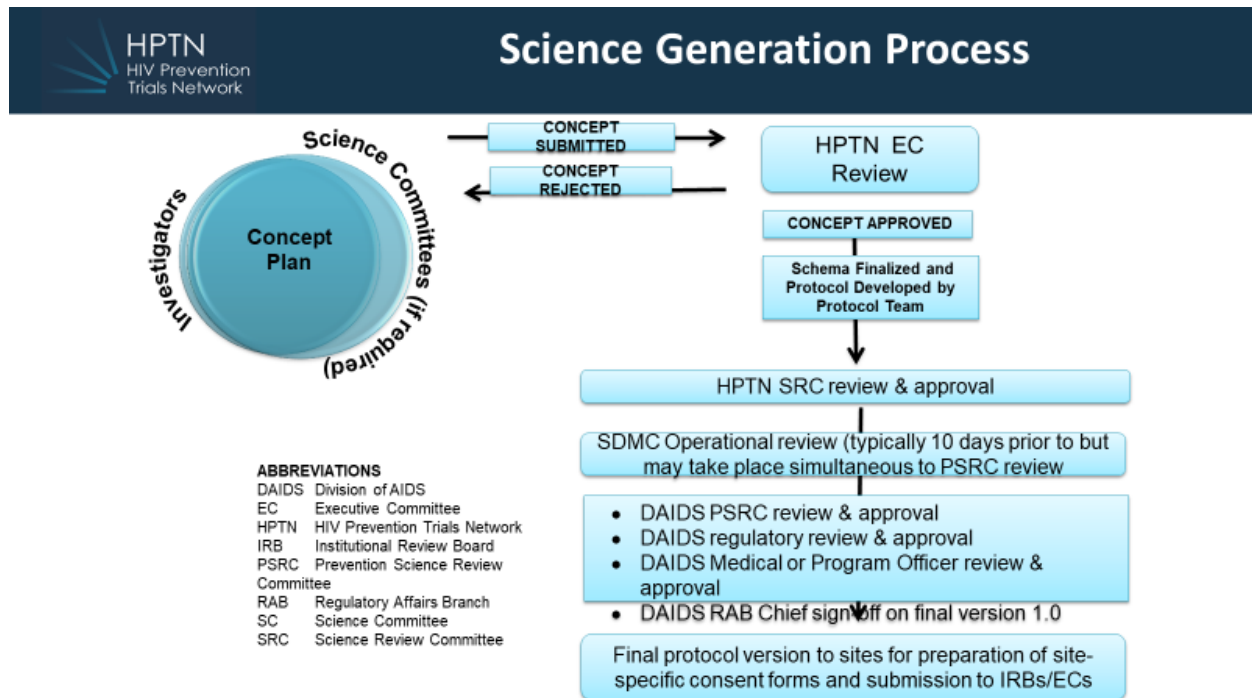 HPTN
HIV Prevention
Trials Network
Science Generation Process
Investigators
Science Committees (if required)
Concept
Plan
CONCEPT
SUBMITTED
CONCEPT
REJECTED
HPTN EC
Review
CONCEPT APPROVED
Schema Finalized and
Protocol Developed by
Protocol Team
HPTN SRC review & approval
SDMC Operational review (typically 10 days prior to but
may take place simultaneous to PSRC review
• DAIDS PSRC review & approval
• DAIDS regulatory review & approval
• DAIDS Medical or Program Officer review &
approval
• DAIDS RAB Chief sign off on final version 1.0
Final protocol version to sites for preparation of site-
specific consent forms and submission to IRBs/ECs
ABBREVIATIONS
DAIDS Division of AIDS
EC Executive Committee
HPTN HIV Prevention Trials Network
IRB Institutional Review Board
PSRC Prevention Science Review
Committee
RAB Regulatory Affairs Branch
SC Science Committee
SRC Science Review Committee